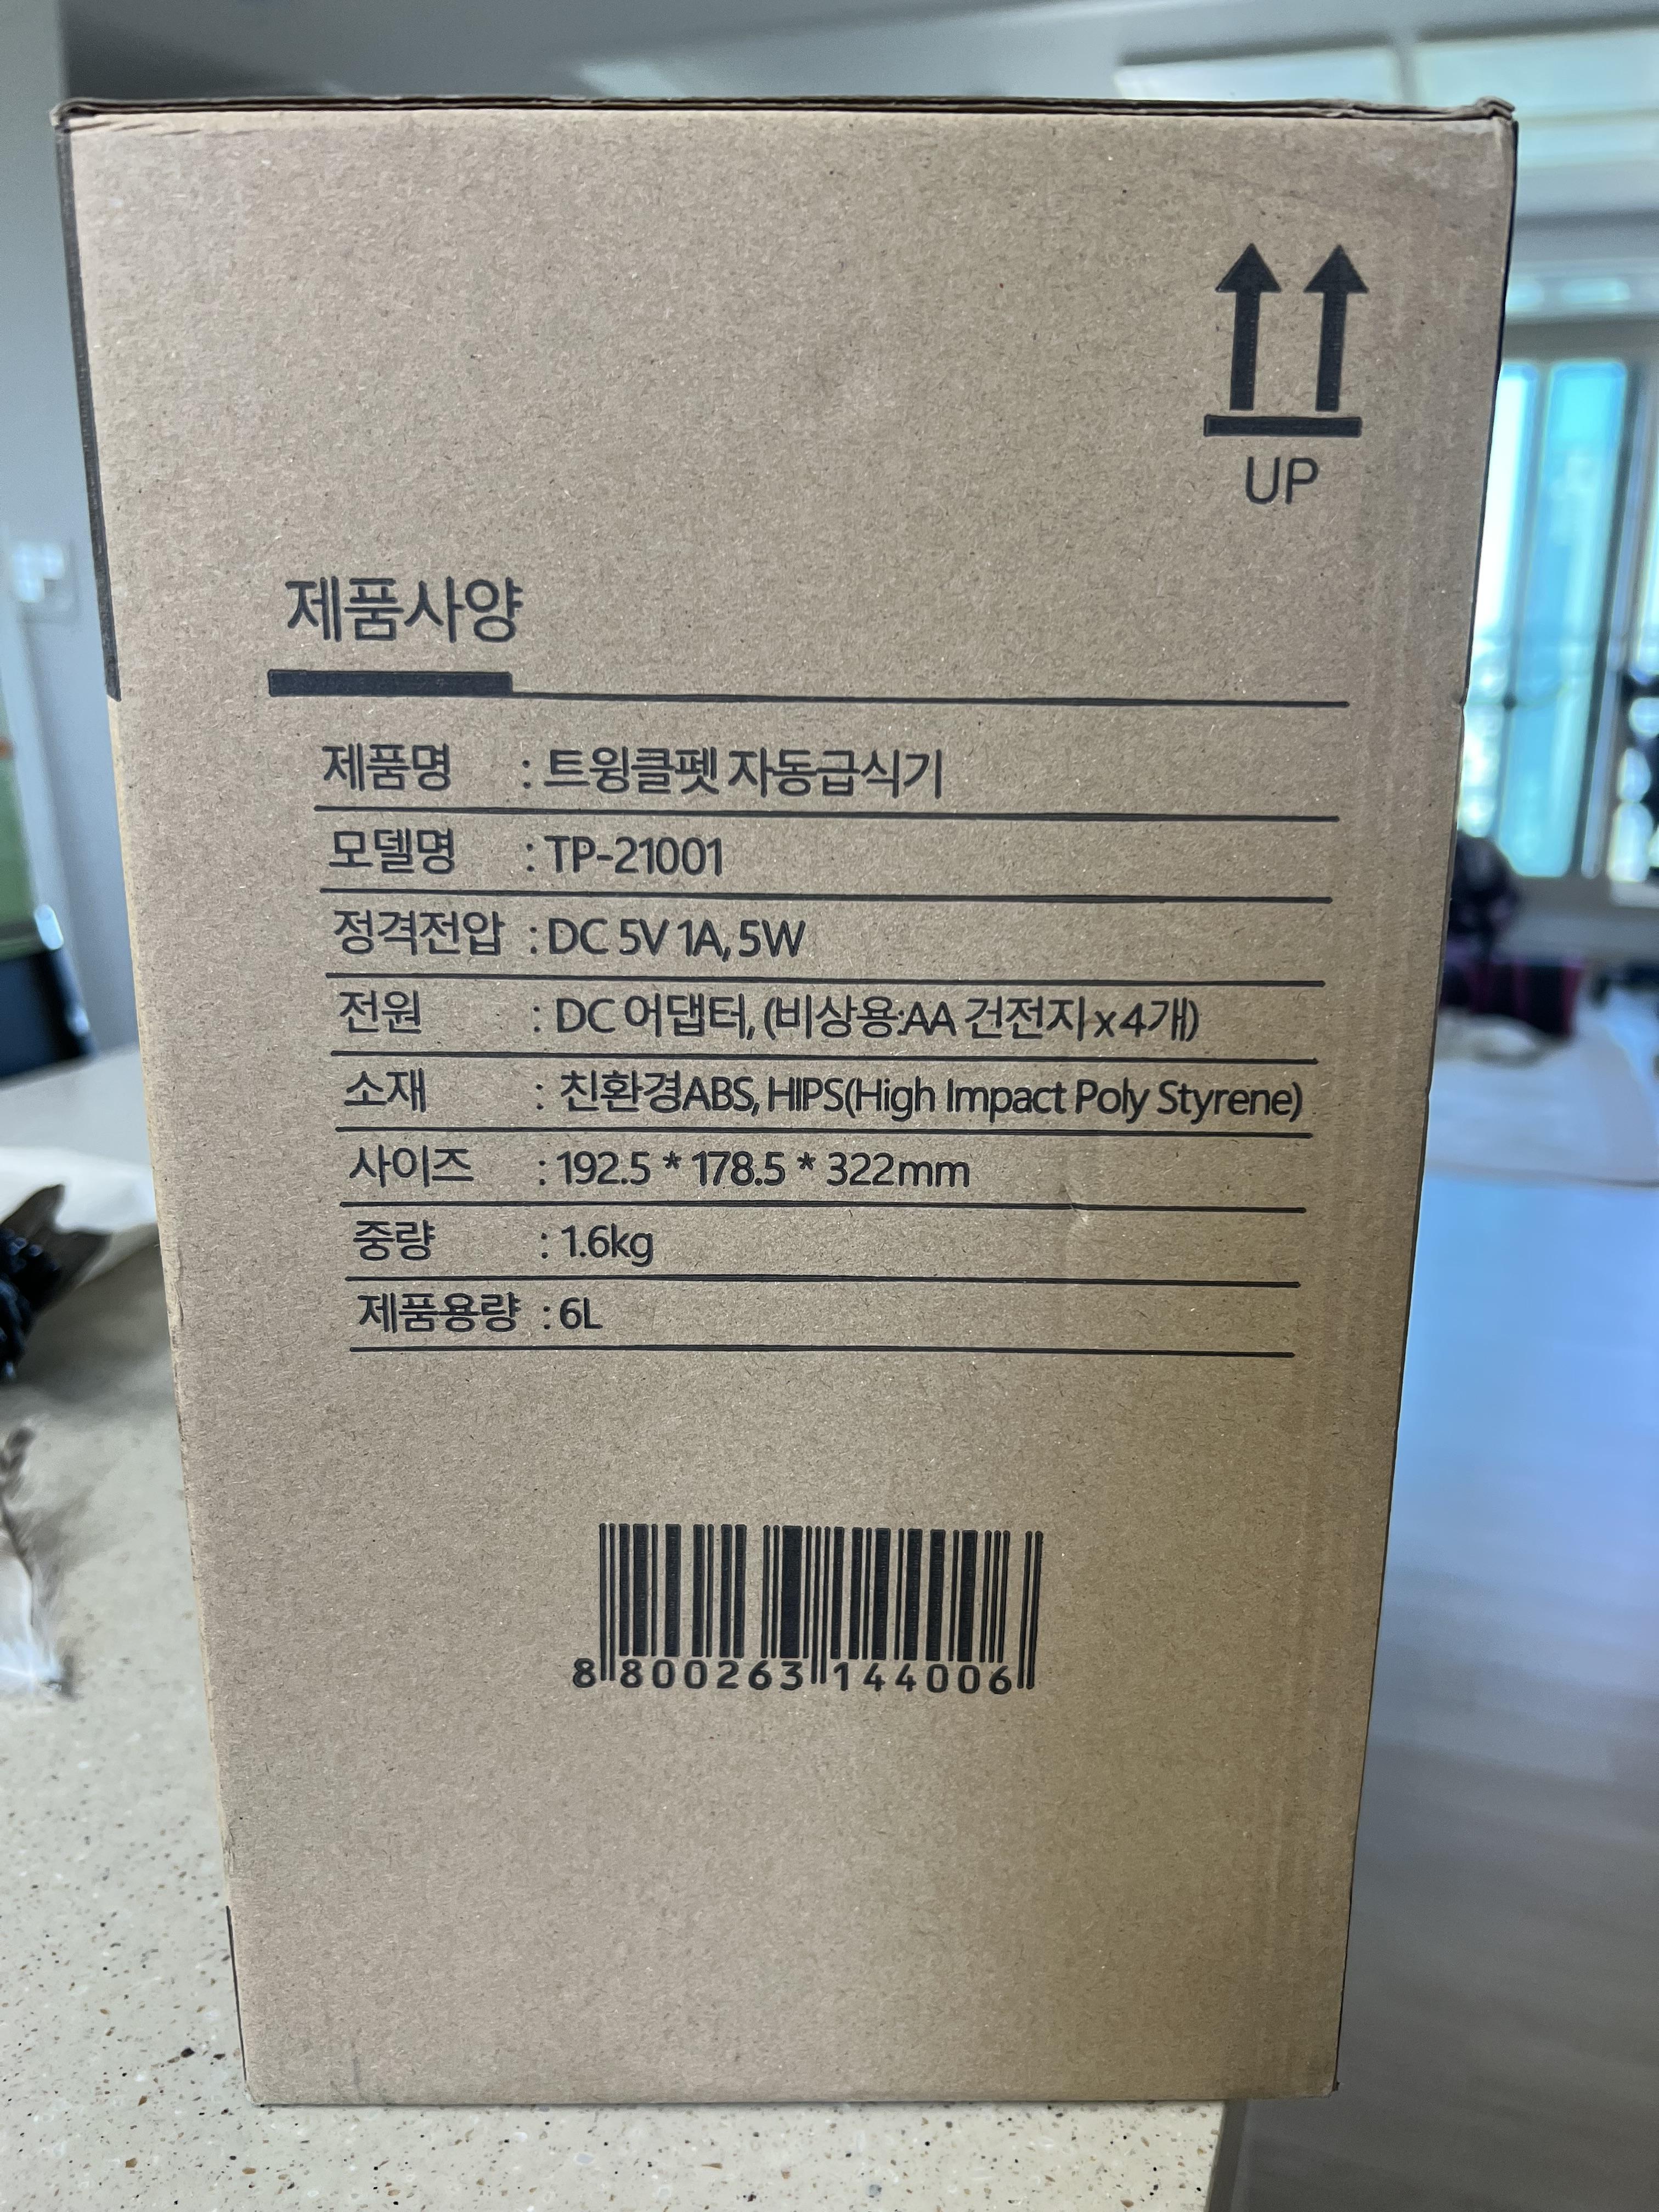 UP
제품사양
제품명 : 트윙클펫 자동급식기
모델명 : TP-21001
정격전압 : DC 5V 1A, 5W
전원 : DC 어댑터, (비상용:AA 건전지 x 4개)
소재 : 친환경ABS, HIPS(High Impact Poly Styrene)
사이즈 : 192.5 * 178.5 * 322mm
중량 : 1.6kg
제품용량 : 6L
8 800263 144006